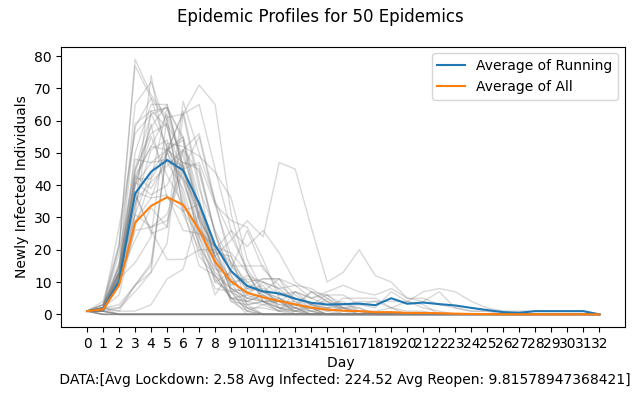 Epidemic Profiles for 50 Epidemics
Newly Infected Individuals
80
70
60
50
40
30
20
10
0
Average of Running
Average of All
0 1 2 3 4 5 6 7 8 9 10 11 12 13 14 15 16 17 18 19 20 21 22 23 24 25 26 27 28 29 30 31 32
Day
DATA:[Avg Lockdown: 2.58 Avg Infected: 224.52 Avg Reopen: 9.81578947368421]